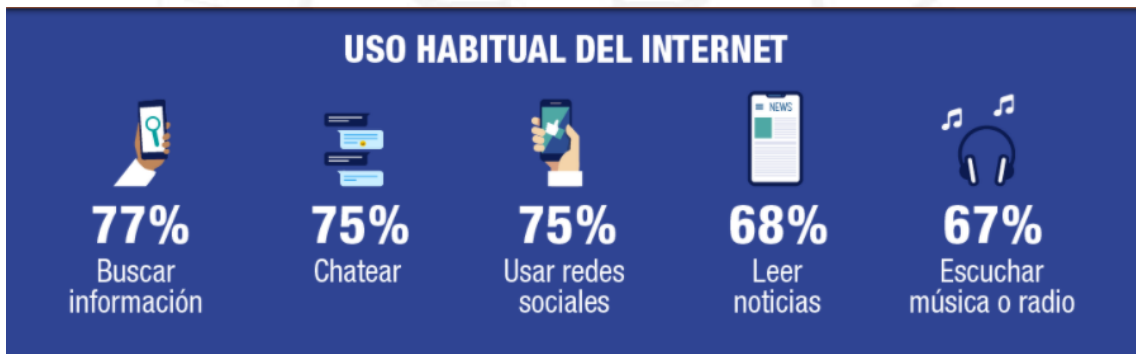 USO HABITUAL DEL INTERNET
NEWS
77%
Buscar
información
75%
Chatear
75%
Usar redes
sociales
68%
Leer
noticias
67%
Escuchar
música o radio